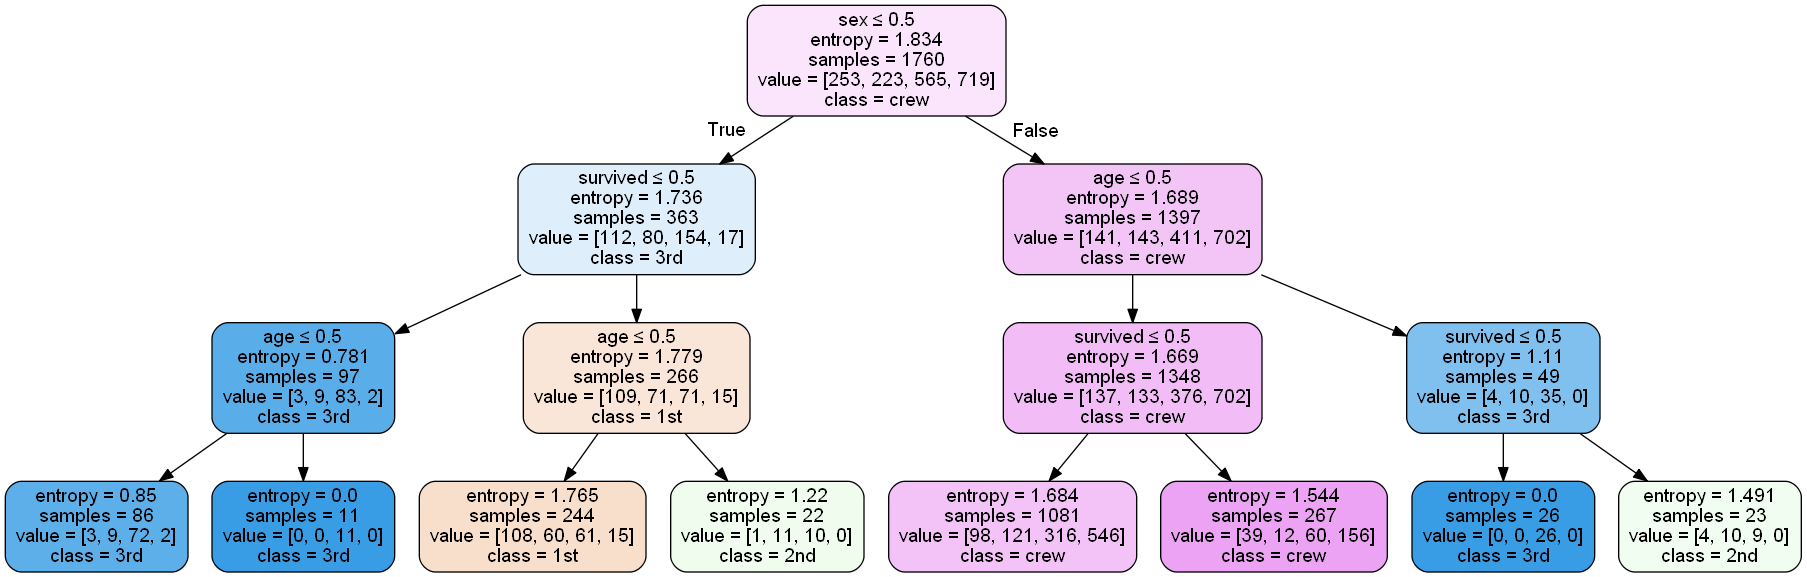 sex ≤ 0.5
entropy = 1.834
samples = 1760
value = [253, 223, 565, 719]
class = crew
True
False
survived ≤ 0.5
entropy = 1.736
samples = 363
value = [112, 80, 154, 17]
class = 3rd
age ≤ 0.5
entropy = 1.689
samples = 1397
value = [141, 143, 411, 702]
class = crew
age ≤ 0.5
entropy = 0.781
samples = 97
value = [3, 9, 83, 2]
class = 3rd
age ≤ 0.5
entropy = 1.779
samples = 266
value = [109, 71, 71, 15]
class = 1st
survived ≤ 0.5
entropy = 1.669
samples = 1348
value = [137, 133, 376, 702]
class = crew
survived ≤ 0.5
entropy = 1.11
samples = 49
value = [4, 10, 35, 0]
class = 3rd
entropy = 0.85
samples = 86
value = [3, 9, 72, 2]
class = 3rd
entropy = 0.0
samples = 11
value = [0, 0, 11, 0]
class = 3rd
entropy = 1.765
samples = 244
value = [108, 60, 61, 15]
class = 1st
entropy = 1.22
samples = 22
value = [1, 11, 10, 0]
class = 2nd
entropy = 1.684
samples = 1081
value = [98, 121, 316, 546]
class = crew
entropy = 1.544
samples = 267
value = [39, 12, 60, 156]
class = crew
entropy = 0.0
samples = 26
value = [0, 0, 26, 0]
class = 3rd
entropy = 1.491
samples = 23
value = [4, 10, 9, 0]
class = 2nd